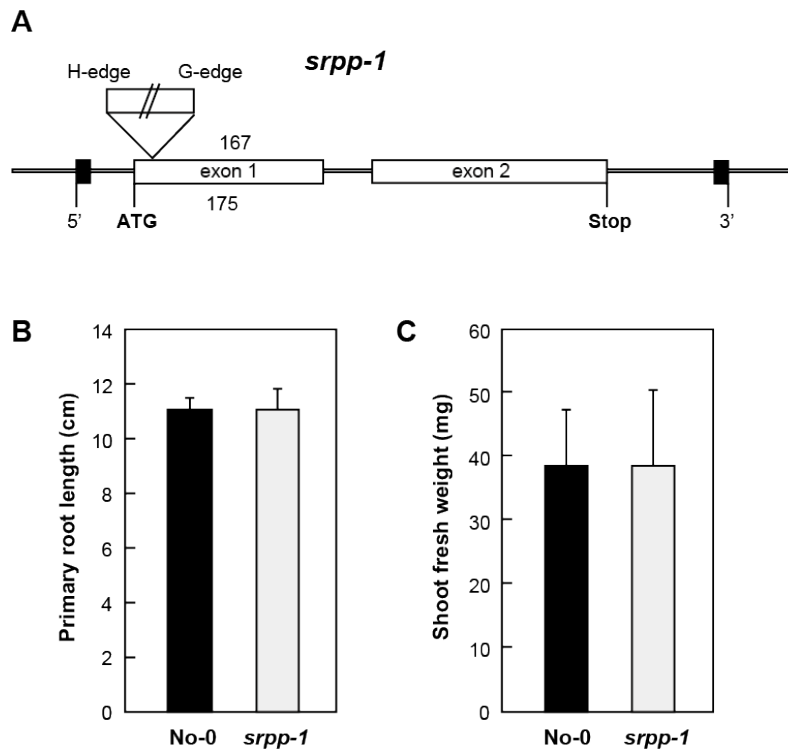 A
srpp-1
H-edge G-edge
167
exon 1 exon 2
175
5’ ATG Stop 3’
B
14
12
10
8
6
4
2
0
Primary root length (cm)
No-0 srpp-1
C
60
50
40
30
20
10
0
Shoot fresh weight (mg)
No-0 srpp-1